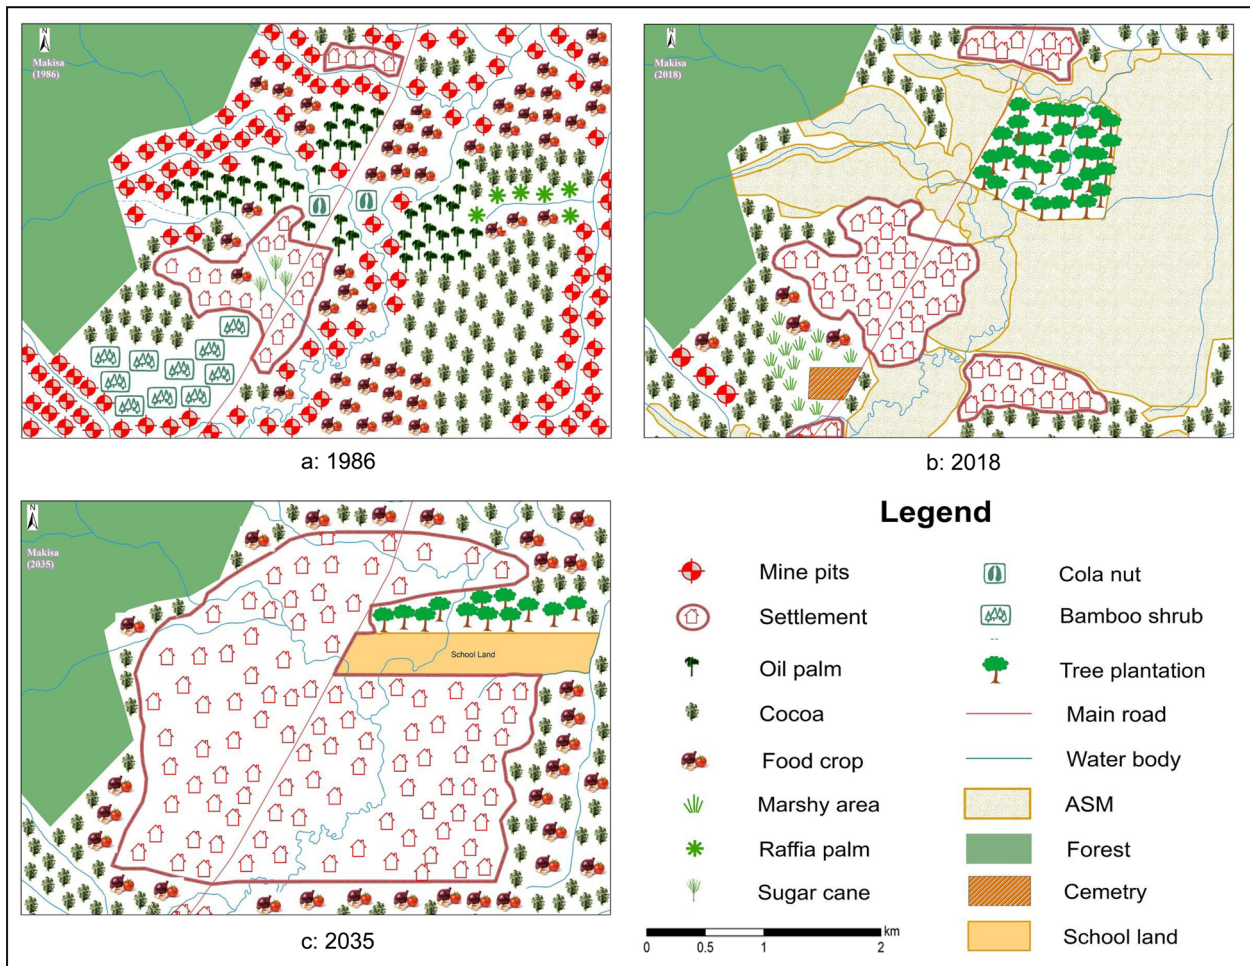 N
Makisa
(1986)
a: 1986
N
Makisa
(2018)
b: 2018
N
Makisa
(2035)
School Land
c: 2035
Legend
Mine pits
Settlement
Oil palm
Cocoa
Food crop
Marshy area
Raffia palm
Sugar cane
Cola nut
Bamboo shrub
Tree plantation
Main road
Water body
ASM
Forest
Cemetry
School land
km
0 0.5 1 2